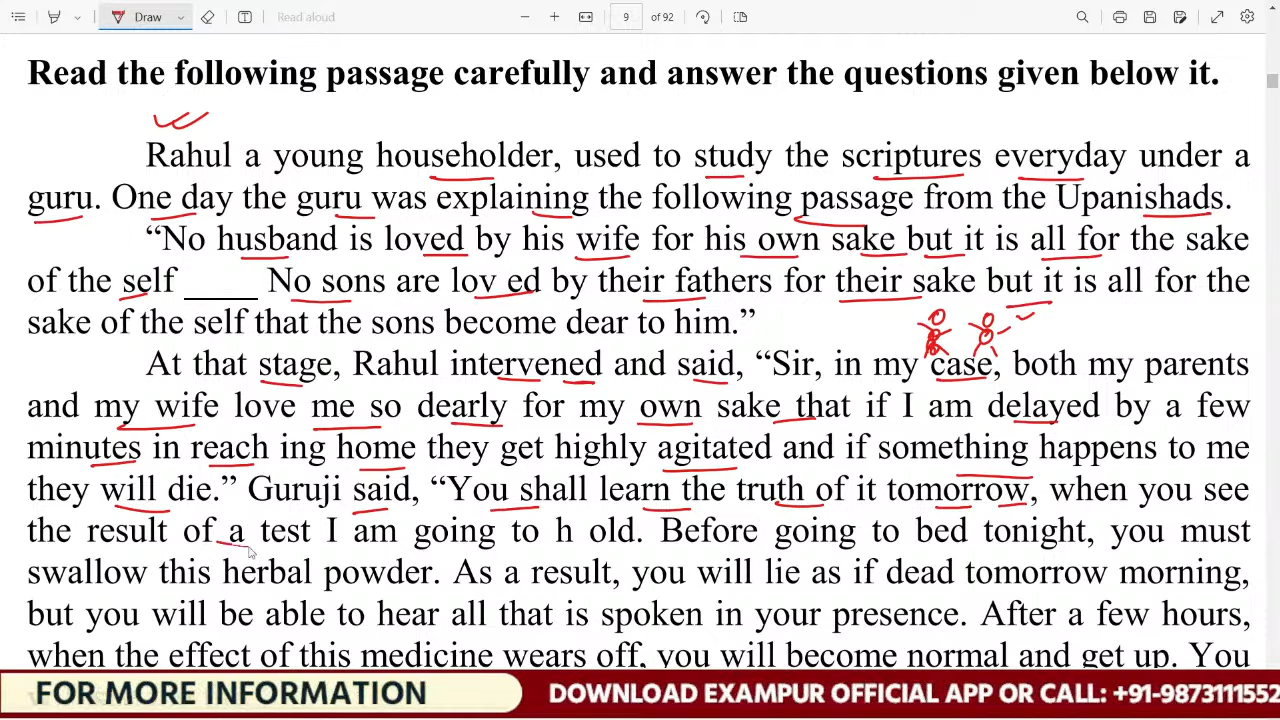 Draw
Read aloud
9 of 92
Read the following passage carefully and answer the questions given below it.
Rahul a young householder, used to study the scriptures everyday under a
guru. One day the guru was explaining the following passage from the Upanishads.
“No husband is loved by his wife for his own sake but it is all for the sake
of the self _____ No sons are lov ed by their fathers for their sake but it is all for the
sake of the self that the sons become dear to him.”
At that stage, Rahul intervened and said, “Sir, in my case, both my parents
and my wife love me so dearly for my own sake that if I am delayed by a few
minutes in reach ing home they get highly agitated and if something happens to me
they will die.” Guruji said, “You shall learn the truth of it tomorrow, when you see
the result of a test I am going to h old. Before going to bed tonight, you must
swallow this herbal powder. As a result, you will lie as if dead tomorrow morning,
but you will be able to hear all that is spoken in your presence. After a few hours,
when the effect of this medicine wears off, you will become normal and get up. You
FOR MORE INFORMATION DOWNLOAD EXAMPUR OFFICIAL APP OR CALL: +91-9873111552